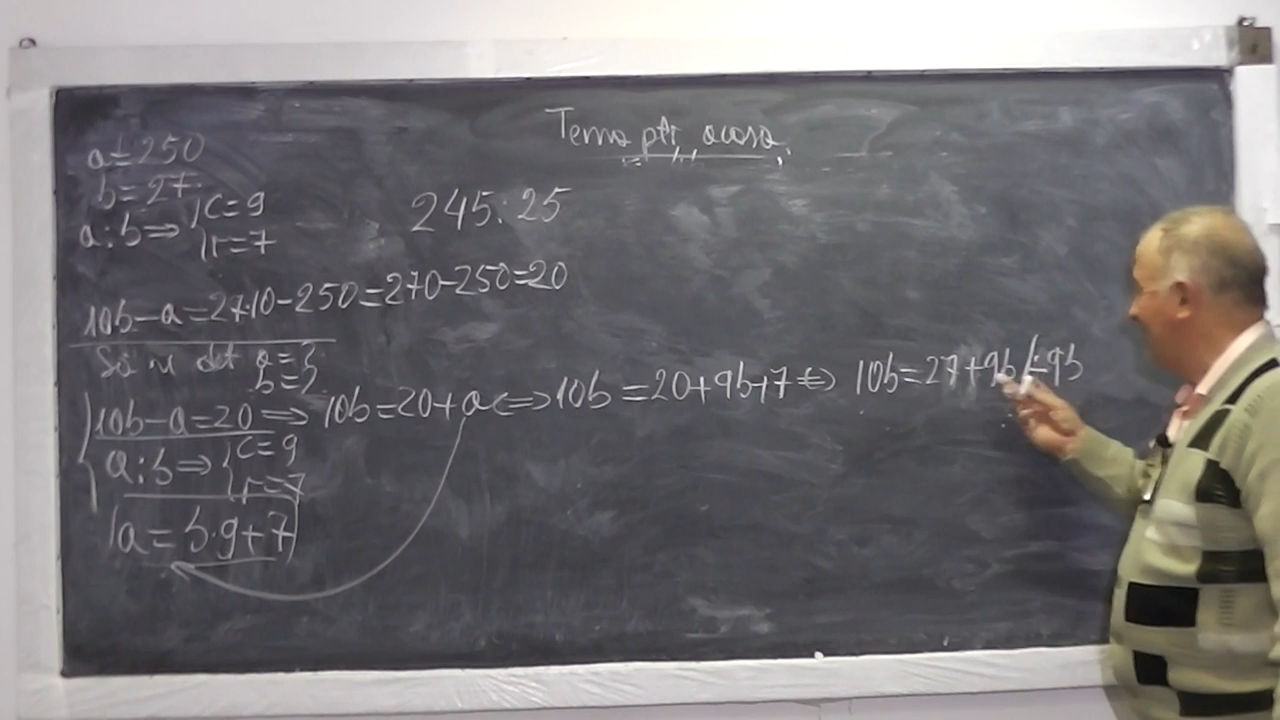 Tema ptr, acasa.
a=250
b=27
a:b⇒ {c=9
r=7
245:25
10b-a=27·10-250=270-250=20
Să se det a=?
b=?
10b-a=20 ⇒ 10b=20+a ⇔ 10b=20+9b+7 ⇔ 10b=27+9b/-9b
a:b⇒ {c=9
r=7
a=b·9+7